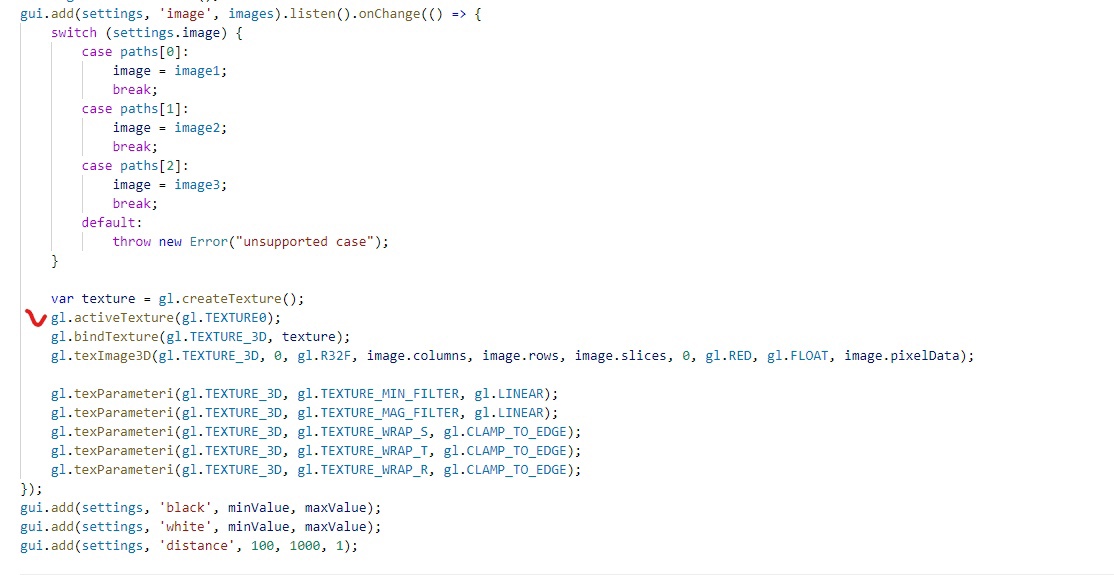 gui.add(settings, 'image', images).listen().onChange(() => {
switch (settings.image) {
case paths[0]:
image = image1;
break;
case paths[1]:
image = image2;
break;
case paths[2]:
image = image3;
break;
default:
throw new Error("unsupported case");
}
var texture = gl.createTexture();
gl.activeTexture(gl.TEXTURE0);
gl.bindTexture(gl.TEXTURE_3D, texture);
gl.texImage3D(gl.TEXTURE_3D, 0, gl.R32F, image.columns, image.rows, image.slices, 0, gl.RED, gl.FLOAT, image.pixelData);
gl.texParameteri(gl.TEXTURE_3D, gl.TEXTURE_MIN_FILTER, gl.LINEAR);
gl.texParameteri(gl.TEXTURE_3D, gl.TEXTURE_MAG_FILTER, gl.LINEAR);
gl.texParameteri(gl.TEXTURE_3D, gl.TEXTURE_WRAP_S, gl.CLAMP_TO_EDGE);
gl.texParameteri(gl.TEXTURE_3D, gl.TEXTURE_WRAP_T, gl.CLAMP_TO_EDGE);
gl.texParameteri(gl.TEXTURE_3D, gl.TEXTURE_WRAP_R, gl.CLAMP_TO_EDGE);
});
gui.add(settings, 'black', minValue, maxValue);
gui.add(settings, 'white', minValue, maxValue);
gui.add(settings, 'distance', 100, 1000, 1);